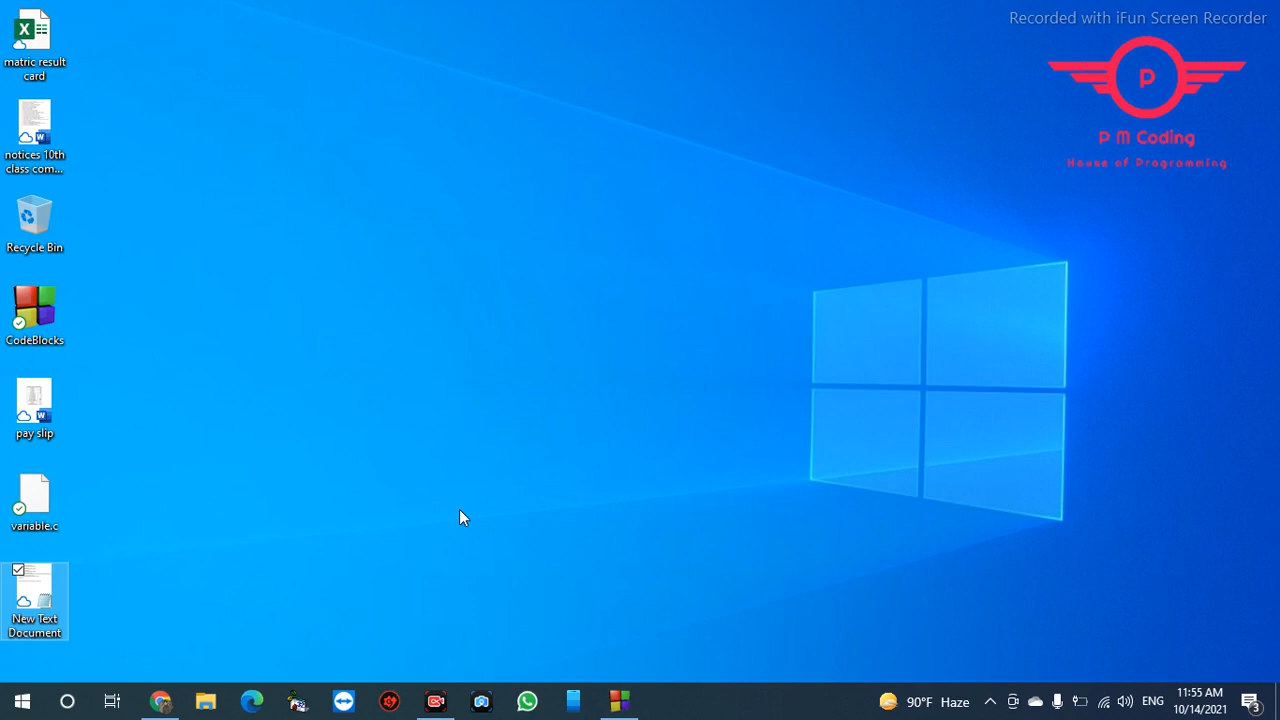 Recorded with iFun Screen Recorder
P
P M Coding
House of Programming
matric result
card
notices 10th
class com...
Recycle Bin
CodeBlocks
pay slip
variable.c
New Text
Document
90°F Haze
ENG
11:55 AM
10/14/2021
3